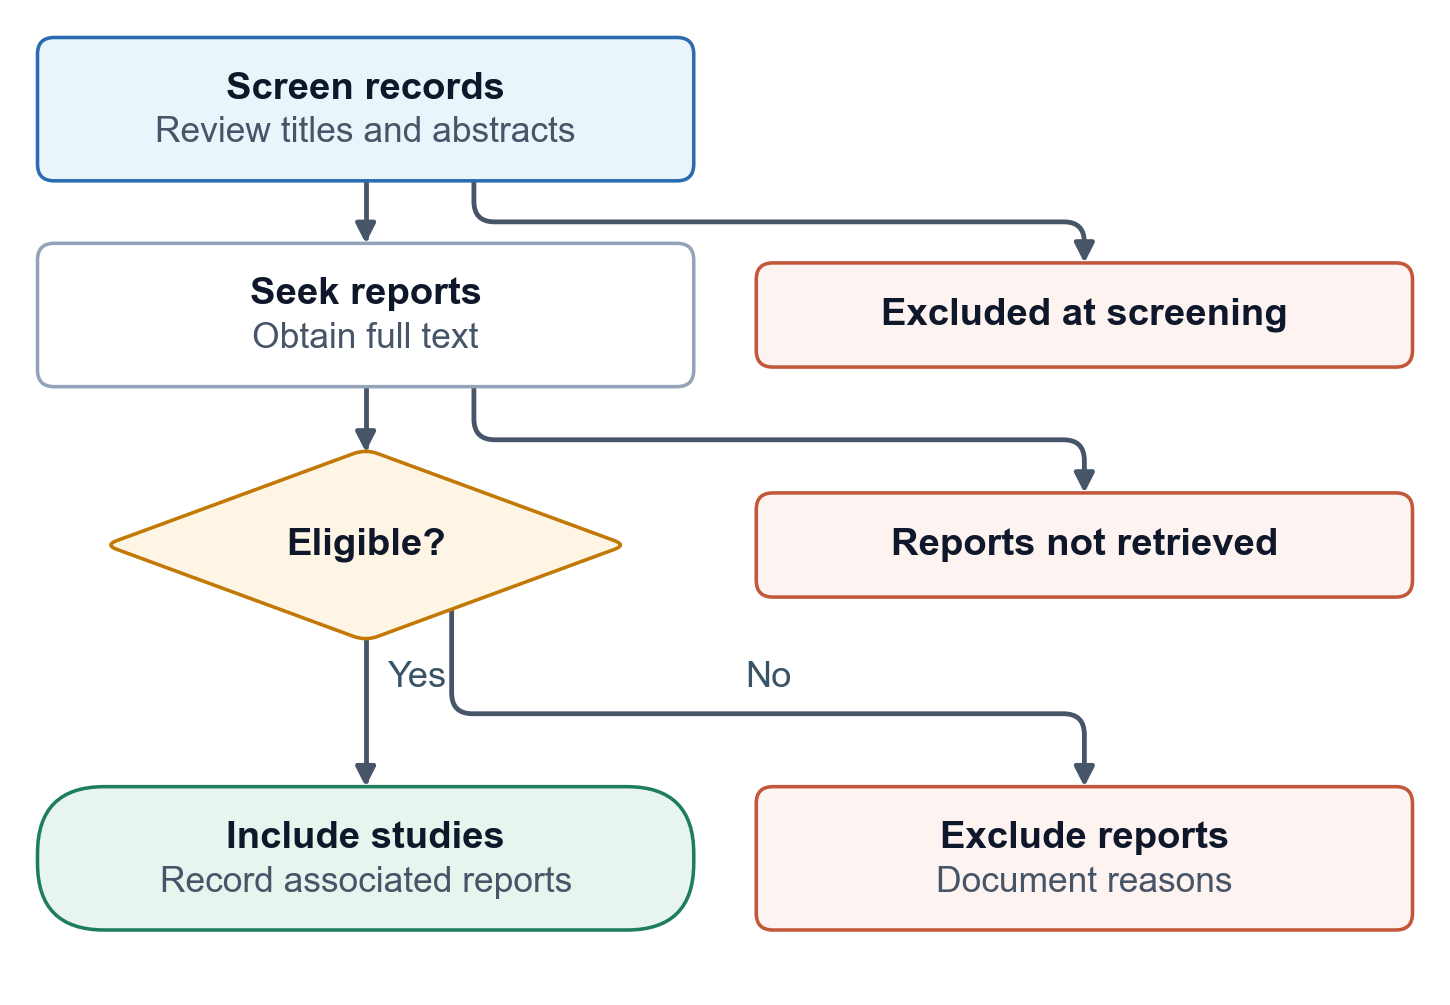 Screen records
Review titles and abstracts
Seek reports
Obtain full text
Excluded at screening
Eligible?
Reports not retrieved
Yes
No
Include studies
Record associated reports
Exclude reports
Document reasons